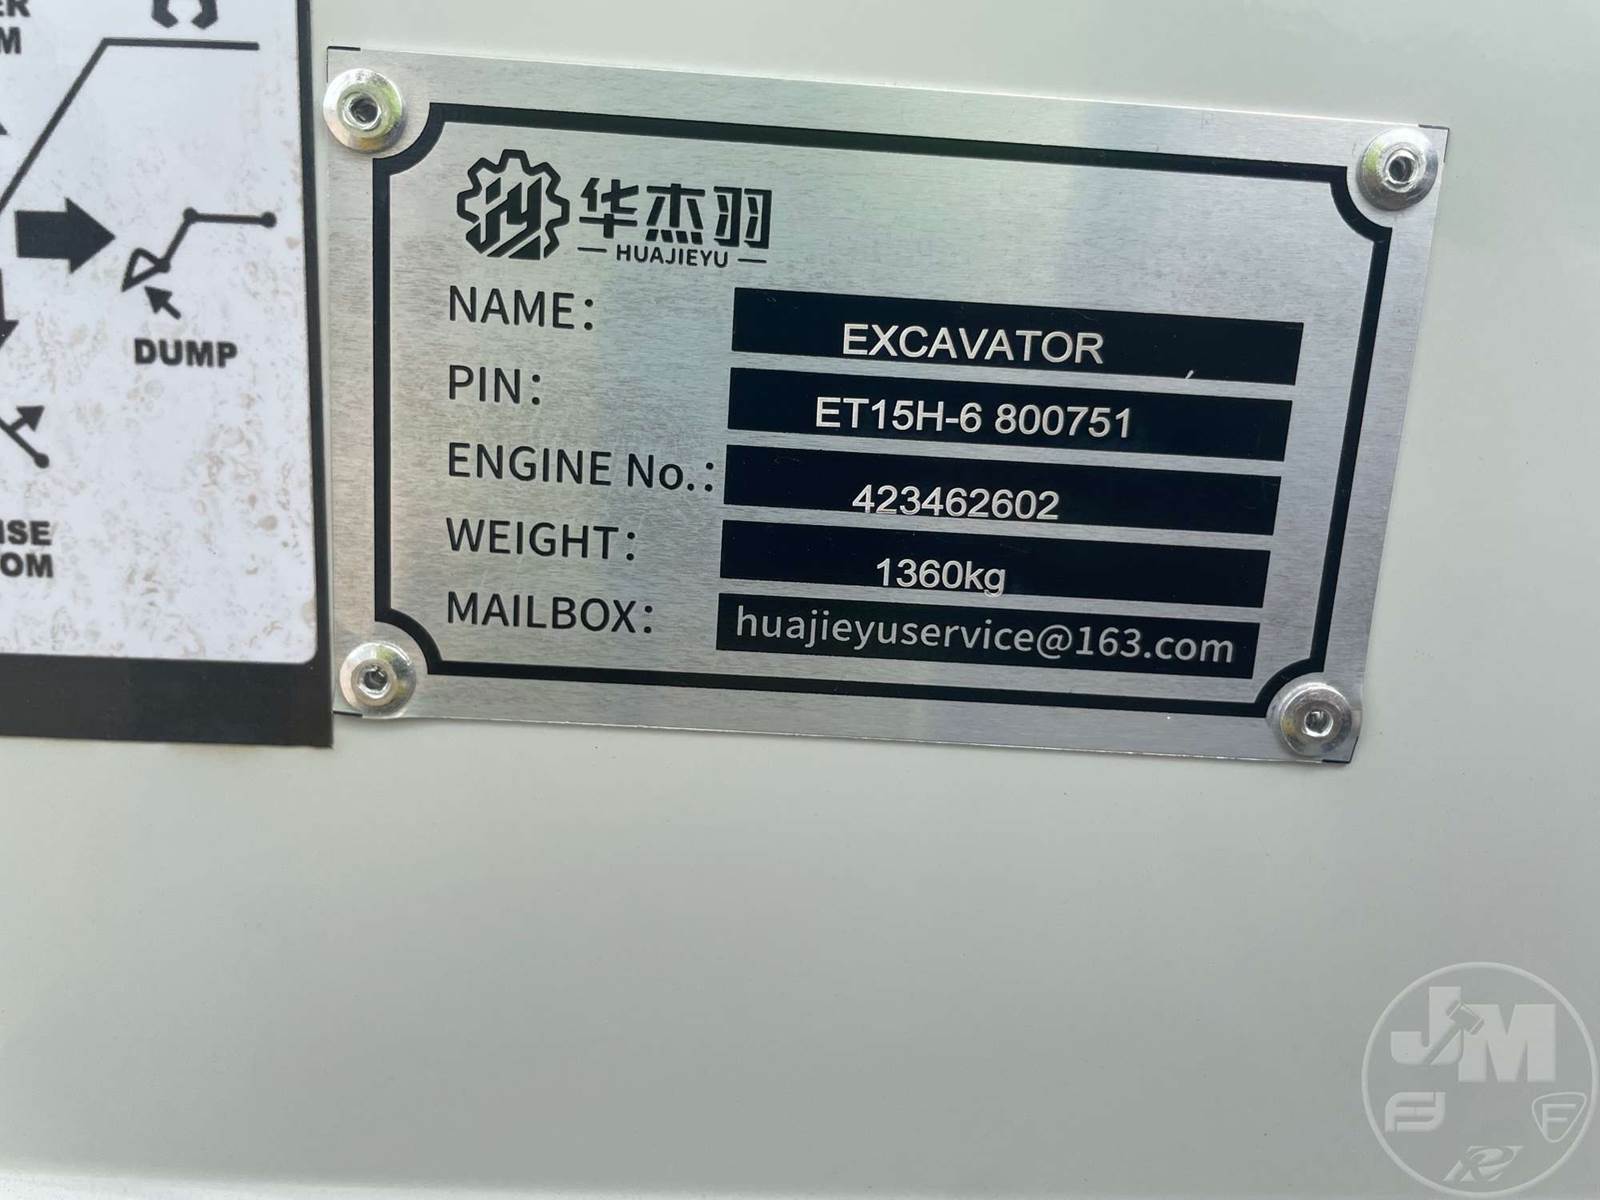 DUMP
华杰羽
HUAJIEYU
NAME: EXCAVATOR
PIN: ET15H-6 800751
ENGINE No.: 423462602
WEIGHT: 1360kg
MAILBOX: huajieyuservice@163.com
JM